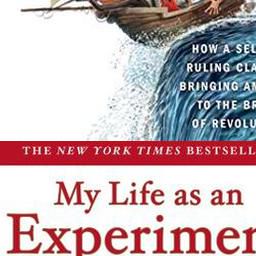 HOW A SEL
RULING CLA
BRINGING AM
TO THE BR
OF REVOLU
THE NEW YORK TIMES BESTSELL
My Life as an
Experimen